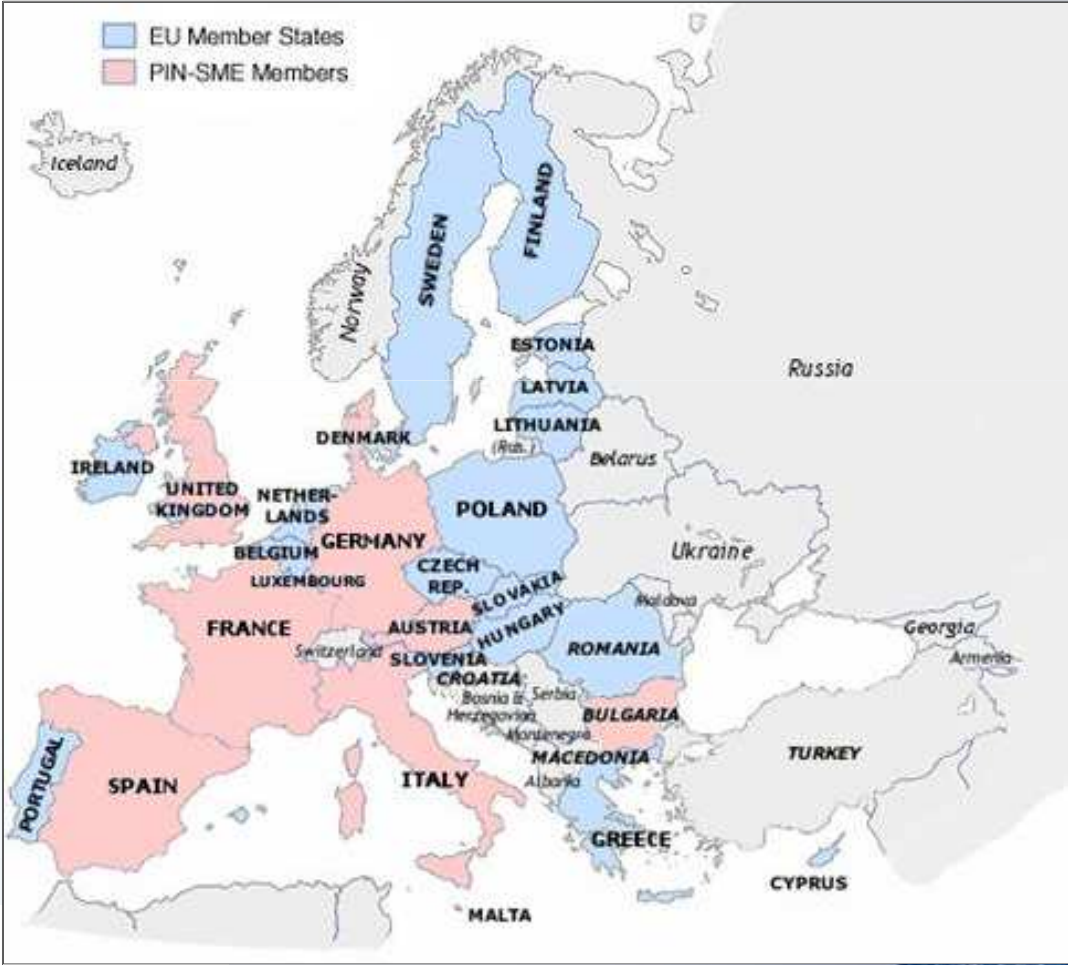 EU Member States
PIN-SME Members
Iceland
Norway
SWEDEN
FINLAND
Russia
ESTONIA
LATVIA
LITHUANIA
(Rus.)
Belarus
DENMARK
IRELAND
UNITED
KINGDOM
NETHER-
LANDS
BELGIUM
LUXEMBOURG
GERMANY
POLAND
CZECH
REP.
SLOVAKIA
Ukraine
Moldova
FRANCE
Switzerland
AUSTRIA
HUNGARY
SLOVENIA
ROMANIA
CROATIA
Bosnia &
Herzegovina
Serbia
Montenegro
BULGARIA
MACEDONIA
Albania
Georgia
Armenia
TURKEY
PORTUGAL
SPAIN
ITALY
GREECE
CYPRUS
MALTA